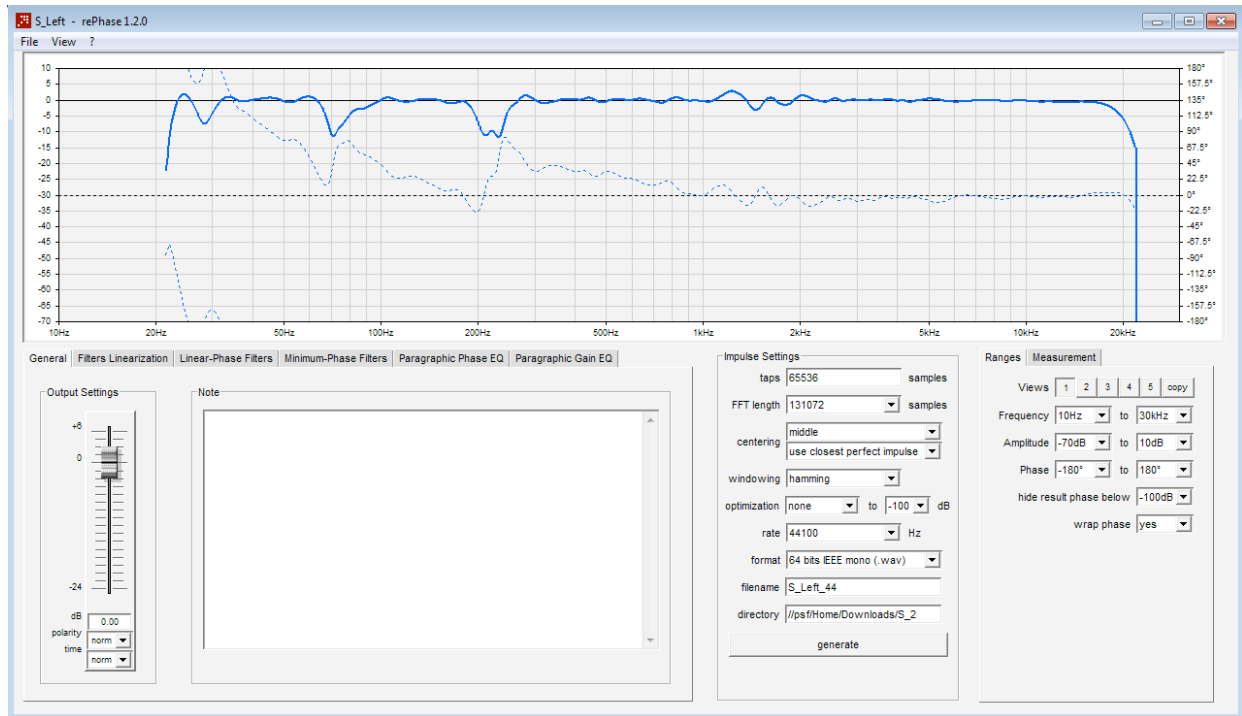 S_Left - rePhase 1.2.0
File View ?
10
5
0
-5
-10
-15
-20
-25
-30
-35
-40
-45
-50
-55
-60
-65
-70
180°
157.5°
135°
112.5°
90°
67.5°
45°
22.5°
0°
-22.5°
-45°
-67.5°
-90°
-112.5°
-135°
-157.5°
-180°
10Hz 20Hz 50Hz 100Hz 200Hz 500Hz 1kHz 2kHz 5kHz 10kHz 20kHz
General Filters Linearization Linear-Phase Filters Minimum-Phase Filters Paragraphic Phase EQ Paragraphic Gain EQ
Output Settings
+6
0
-24
dB 0.00
polarity norm
time norm
Note
Impulse Settings
taps 65536 samples
FFT length 131072 samples
centering middle
use closest perfect impulse
windowing hamming
optimization none to -100 dB
rate 44100 Hz
format 64 bits IEEE mono (.wav)
filename S_Left_44
directory //psf/Home/Downloads/S_2
generate
Ranges Measurement
Views 1 2 3 4 5 copy
Frequency 10Hz to 30kHz
Amplitude -70dB to 10dB
Phase -180° to 180°
hide result phase below -100dB
wrap phase yes